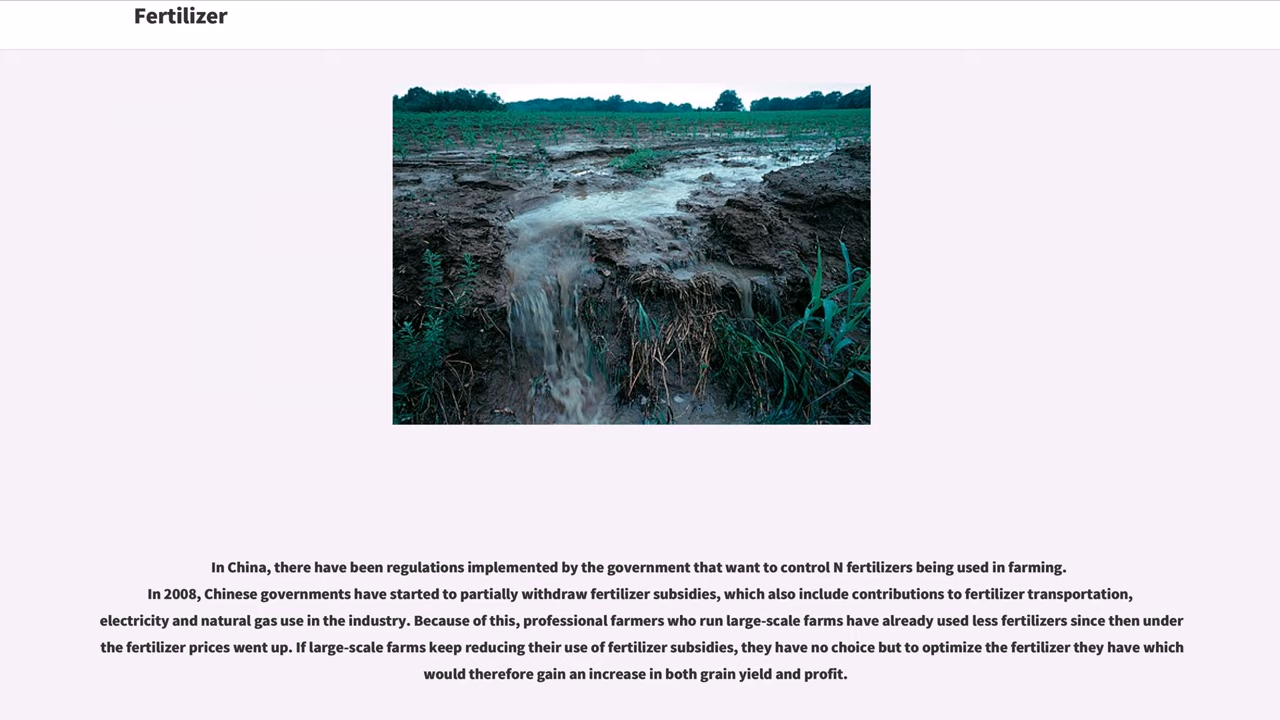 Fertilizer
In China, there have been regulations implemented by the government that want to control N fertilizers being used in farming.
In 2008, Chinese governments have started to partially withdraw fertilizer subsidies, which also include contributions to fertilizer transportation,
electricity and natural gas use in the industry. Because of this, professional farmers who run large-scale farms have already used less fertilizers since then under
the fertilizer prices went up. If large-scale farms keep reducing their use of fertilizer subsidies, they have no choice but to optimize the fertilizer they have which
would therefore gain an increase in both grain yield and profit.